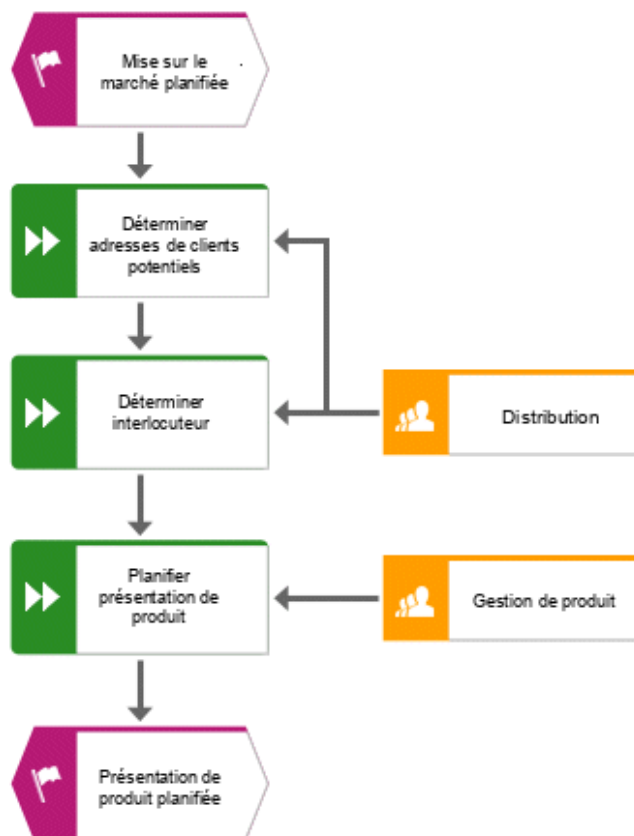 Mise sur le
marché planifiée
Déterminer
adresses de clients
potentiels
Déterminer
interlocuteur
Distribution
Planifier
présentation de
produit
Gestion de produit
Présentation de
produit planifiée